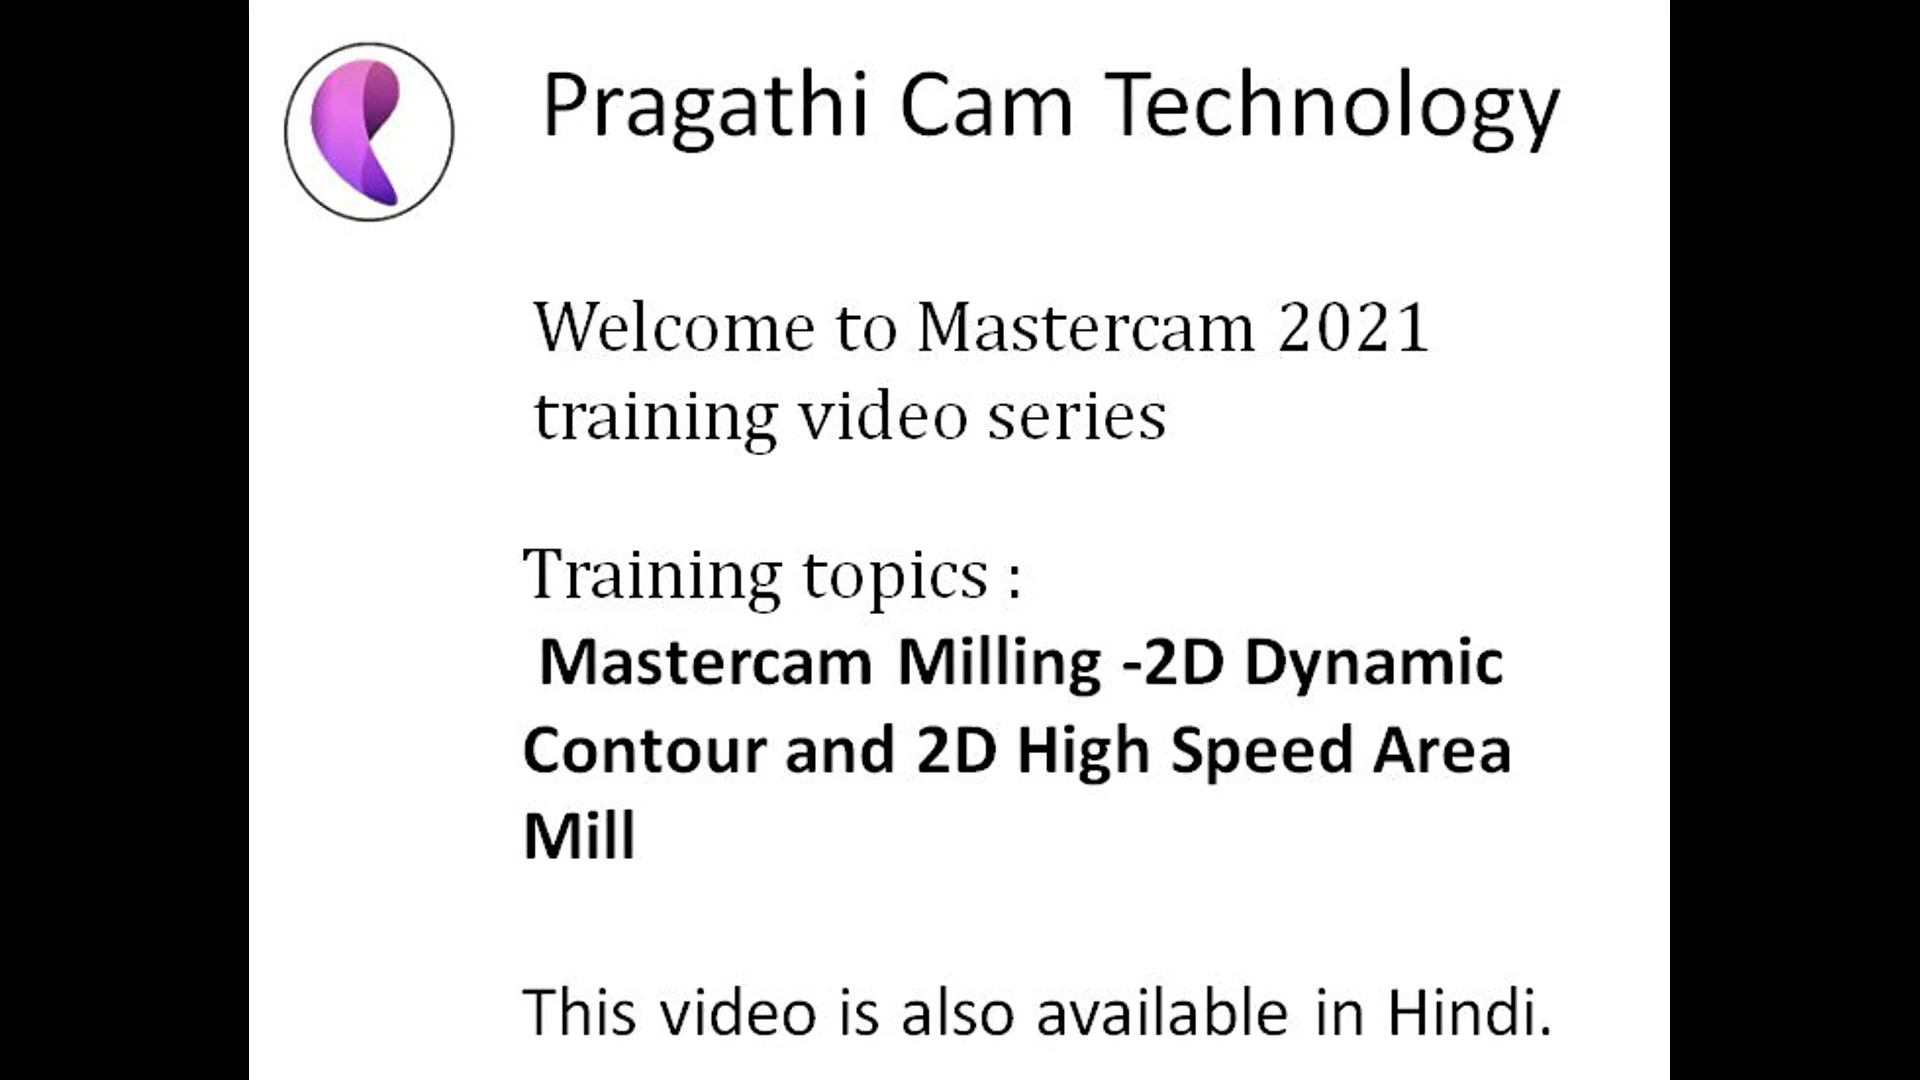 Pragathi Cam Technology
Welcome to Mastercam 2021
training video series
Training topics :
Mastercam Milling -2D Dynamic
Contour and 2D High Speed Area
Mill
This video is also available in Hindi.